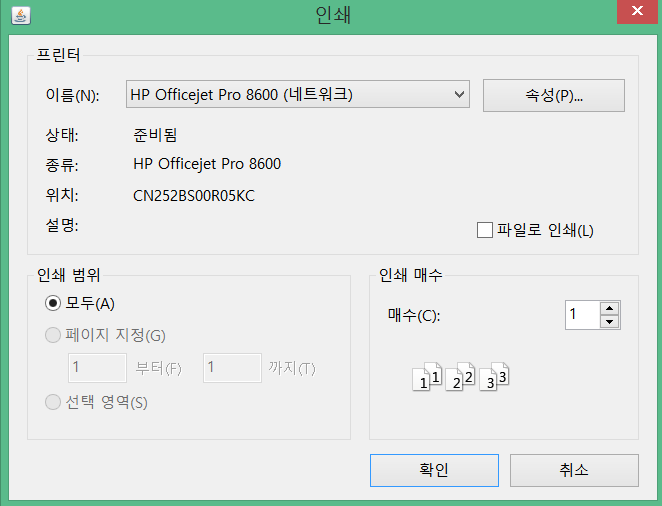 인쇄
프린터
이름(N): HP Officejet Pro 8600 (네트워크) 속성(P)...
상태: 준비됨
종류: HP Officejet Pro 8600
위치: CN252BS00R05KC
설명: 파일로 인쇄(L)
인쇄 범위
모두(A)
페이지 지정(G)
1 부터(F) 1 까지(T)
선택 영역(S)
인쇄 매수
매수(C): 1
1 1 2 2 3 3
확인 취소